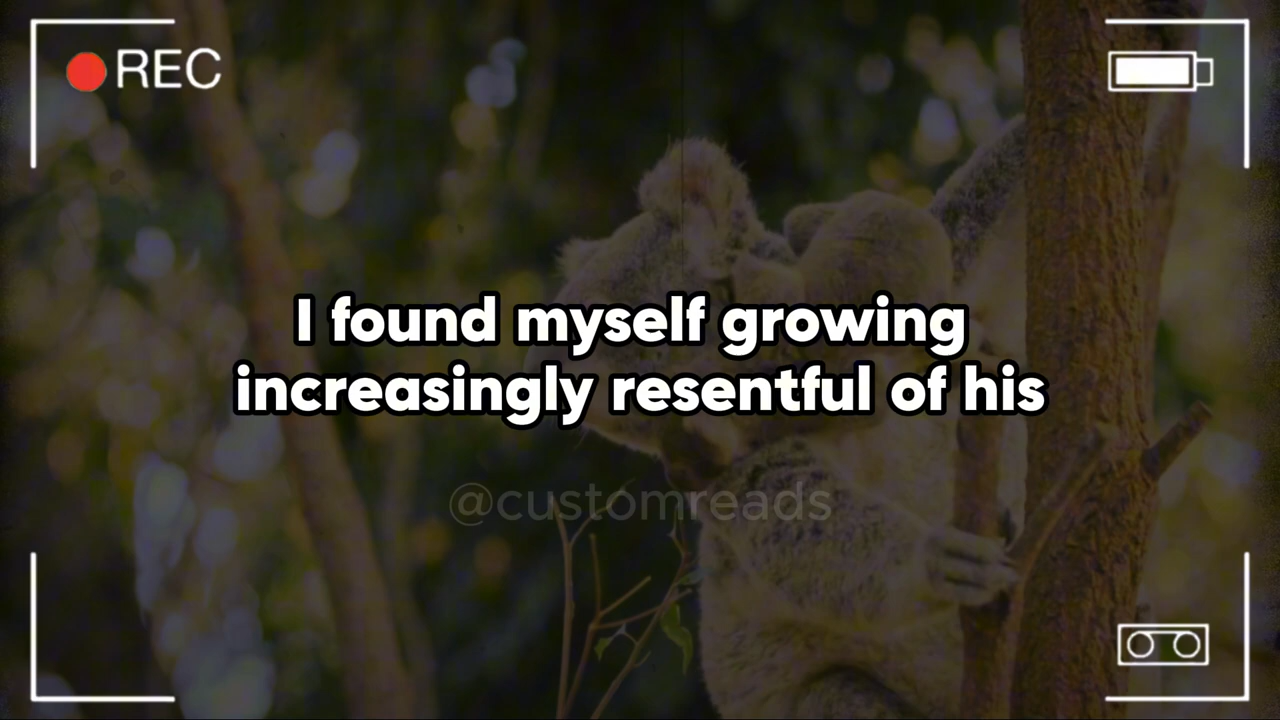 REC
I found myself growing
increasingly resentful of his
@customreads